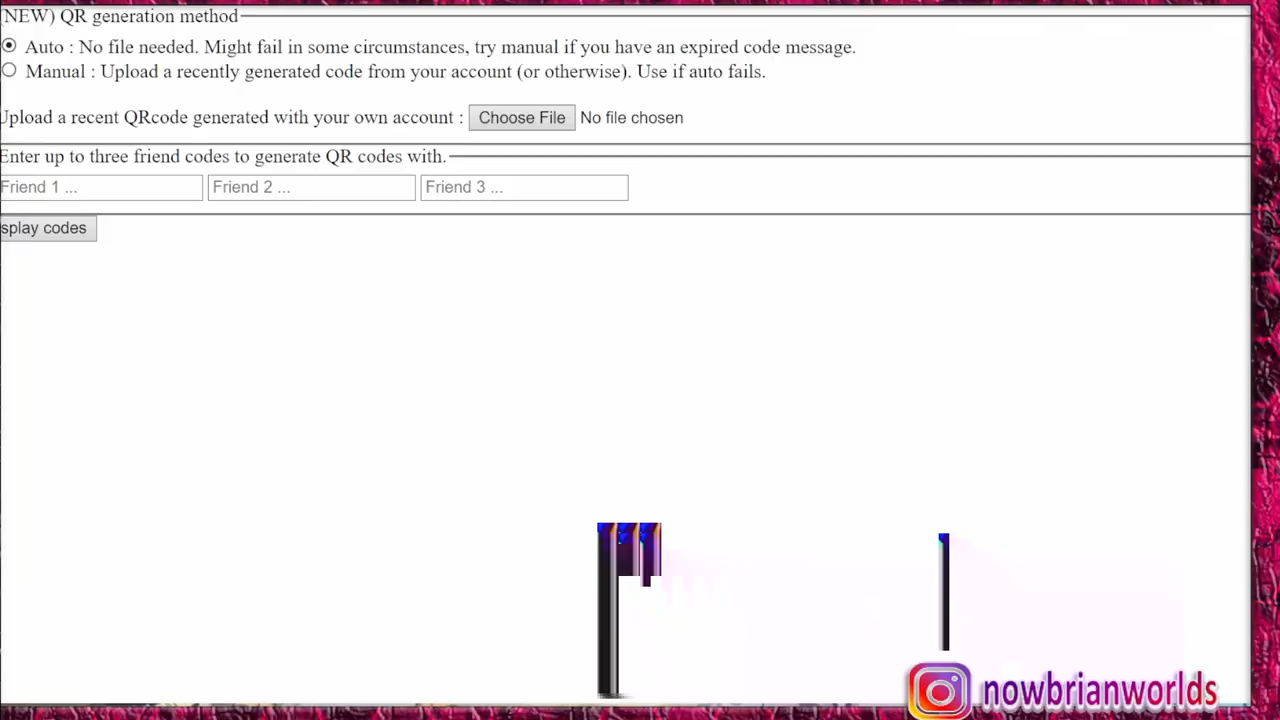 (NEW) QR generation method
Auto : No file needed. Might fail in some circumstances, try manual if you have an expired code message.
Manual : Upload a recently generated code from your account (or otherwise). Use if auto fails.
Upload a recent QRcode generated with your own account : Choose File No file chosen
Enter up to three friend codes to generate QR codes with.
Friend 1 ... Friend 2 ... Friend 3 ...
splay codes
nowbrianworlds